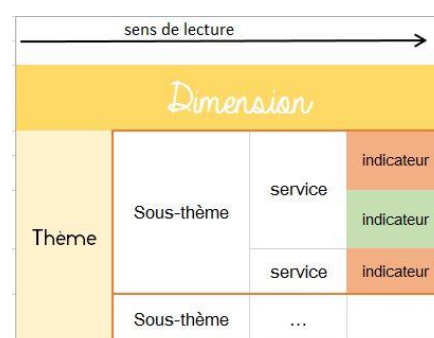 sens de lecture
Dimension
Thème
Sous-thème
service
indicateur
indicateur
service
indicateur
Sous-thème
...